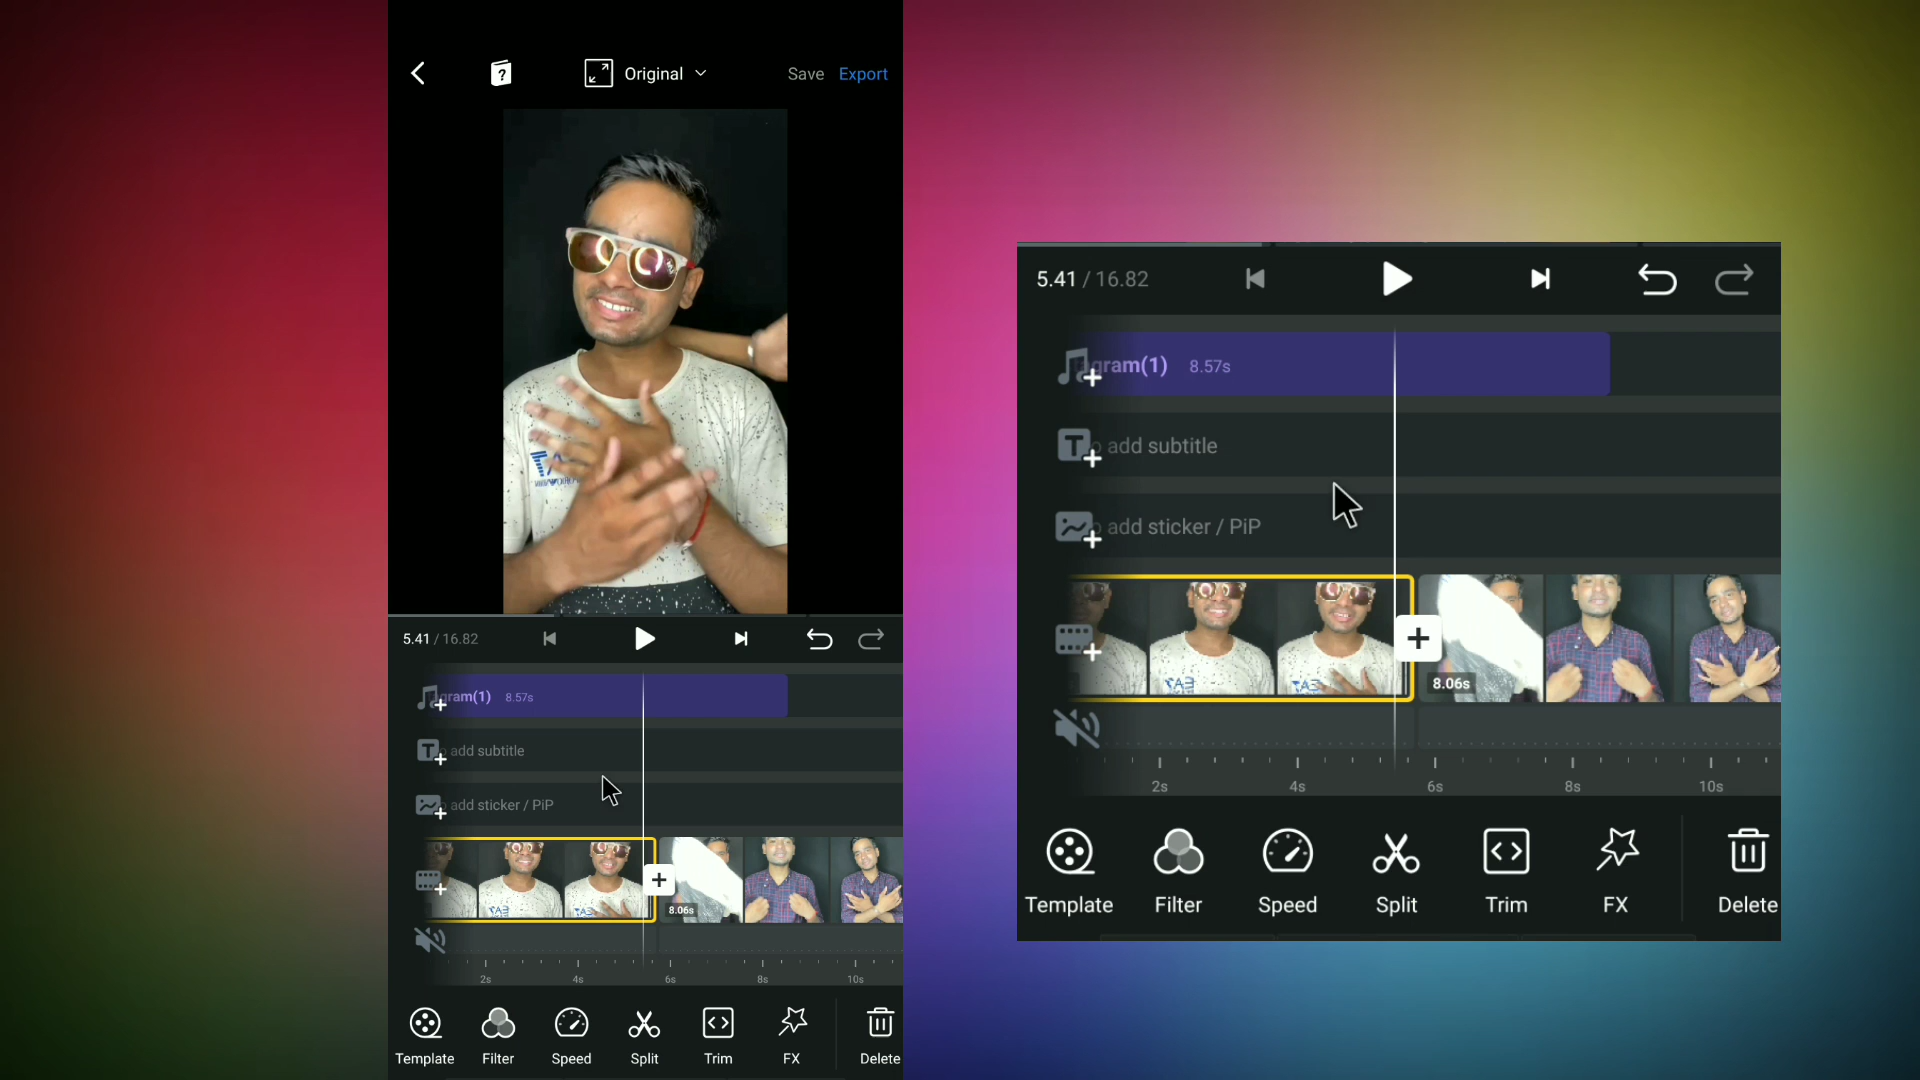 Original
Save Export
5.41 / 16.82
gram(1) 8.57s
add subtitle
add sticker / PiP
8.06s
2s 4s 6s 8s 10s
Template Filter Speed Split Trim FX Delete
5.41 / 16.82
gram(1) 8.57s
add subtitle
add sticker / PiP
8.06s
2s 4s 6s 8s 10s
Template Filter Speed Split Trim FX Delete